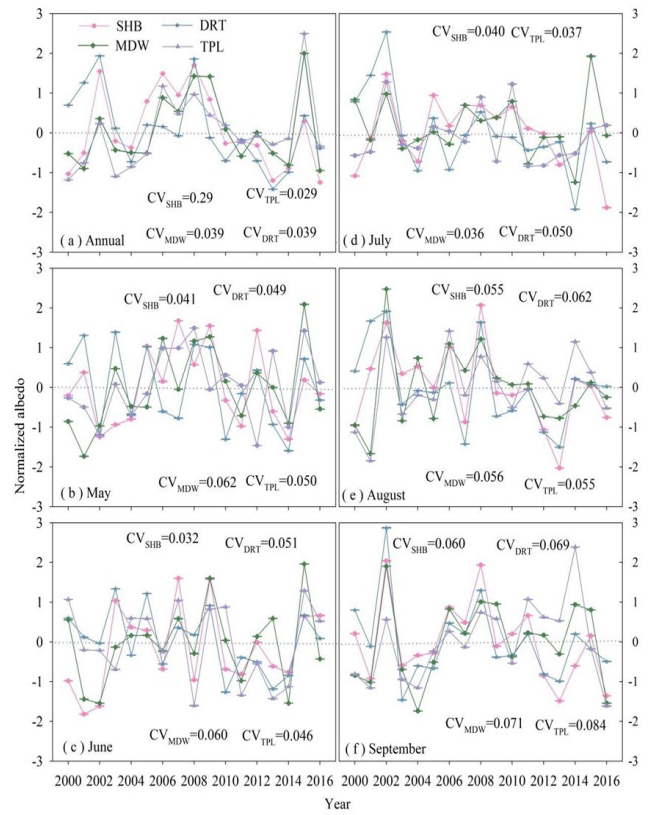 SHB DRT
MDW TPL
3
2
1
0
-1
-2
-3
CV_SHB=0.29 CV_TPL=0.029
CV_MDW=0.039 CV_DRT=0.039
( a ) Annual
CV_SHB=0.040 CV_TPL=0.037
CV_MDW=0.036 CV_DRT=0.050
( d ) July
3
2
1
0
-1
-2
-3
3
2
1
0
-1
-2
-3
CV_SHB=0.041 CV_DRT=0.049
CV_MDW=0.062 CV_TPL=0.050
( b ) May
CV_SHB=0.055 CV_DRT=0.062
CV_MDW=0.056 CV_TPL=0.055
( e ) August
3
2
1
0
-1
-2
-3
Normalized albedo
3
2
1
0
-1
-2
-3
CV_SHB=0.032 CV_DRT=0.051
CV_MDW=0.060 CV_TPL=0.046
( c ) June
CV_SHB=0.060 CV_DRT=0.069
CV_MDW=0.071 CV_TPL=0.084
( f ) September
3
2
1
0
-1
-2
-3
2000 2002 2004 2006 2008 2010 2012 2014 2016 2000 2002 2004 2006 2008 2010 2012 2014 2016
Year